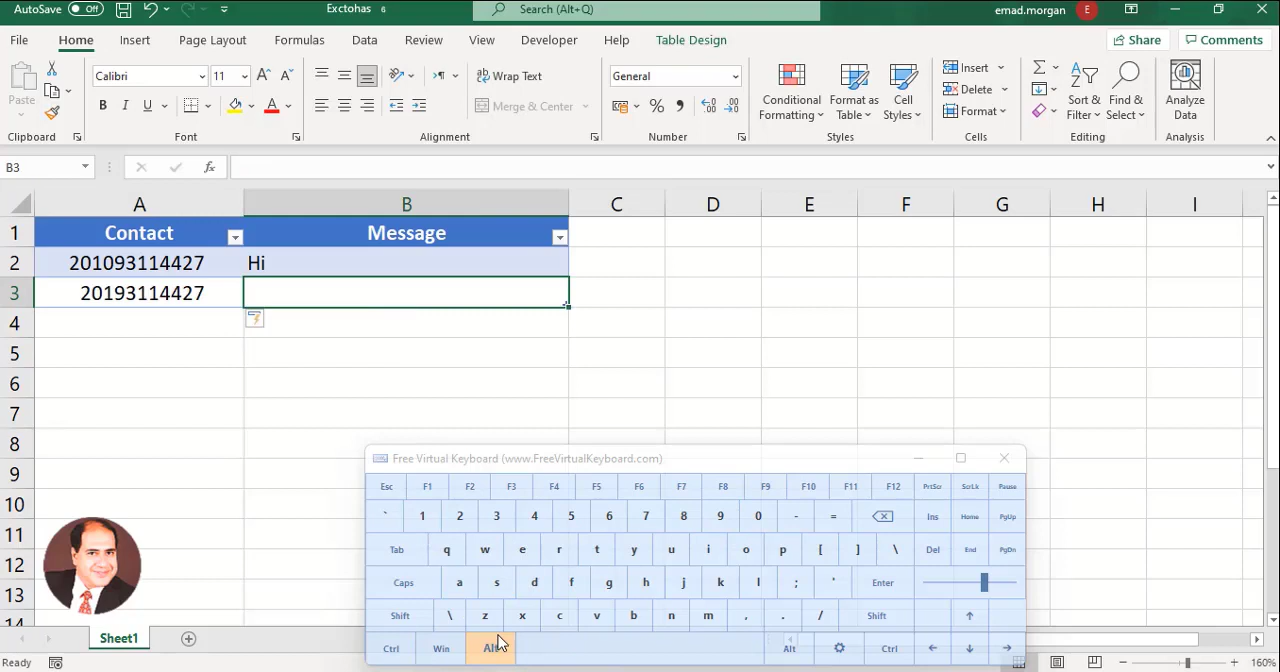 AutoSave Off Exctohas 6 Search (Alt+Q) emad.morgan E
File Home Insert Page Layout Formulas Data Review View Developer Help Table Design Share Comments
Paste Calibri 11 A A Wrap Text General Conditional Formatting Format as Table Cell Styles Insert Sort & Filter Find & Select Analyze Data
B I U A Merge & Center % Delete Format
Clipboard Font Alignment Number Styles Cells Editing Analysis
B3 fx
A B C D E F G H I
1 Contact Message
2 201093114427 Hi
3 20193114427
4
5
6
7
8
9
10
11
12
13
14
Free Virtual Keyboard (www.FreeVirtualKeyboard.com)
Esc F1 F2 F3 F4 F5 F6 F7 F8 F9 F10 F11 F12 PrtScr ScrLk Pause
` 1 2 3 4 5 6 7 8 9 0 - = Ins Home PgUp
Tab q w e r t y u i o p [ ] \ Del End PgDn
Caps a s d f g h j k l ; ' Enter
Shift \ z x c v b n m , . / Shift
Ctrl Win Alt Alt Ctrl
Sheet1
Ready 160%